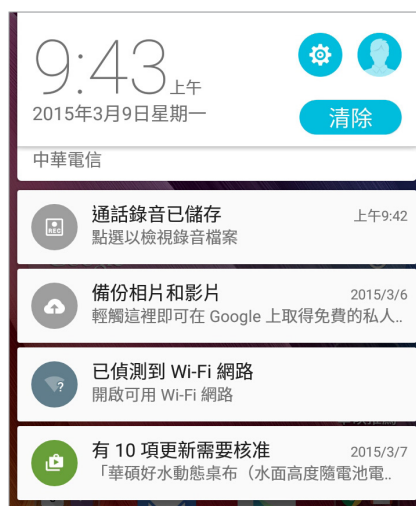 9:43上午
2015年3月9日星期一
清除
中華電信
通話錄音已儲存 上午9:42
REC
點選以檢視錄音檔案
備份相片和影片 2015/3/6
輕觸這裡即可在 Google 上取得免費的私人..
已偵測到 Wi-Fi 網路
?
開啟可用 Wi-Fi 網路
有 10 項更新需要核准 2015/3/7
「華碩好水動態桌布（水面高度隨電池電..